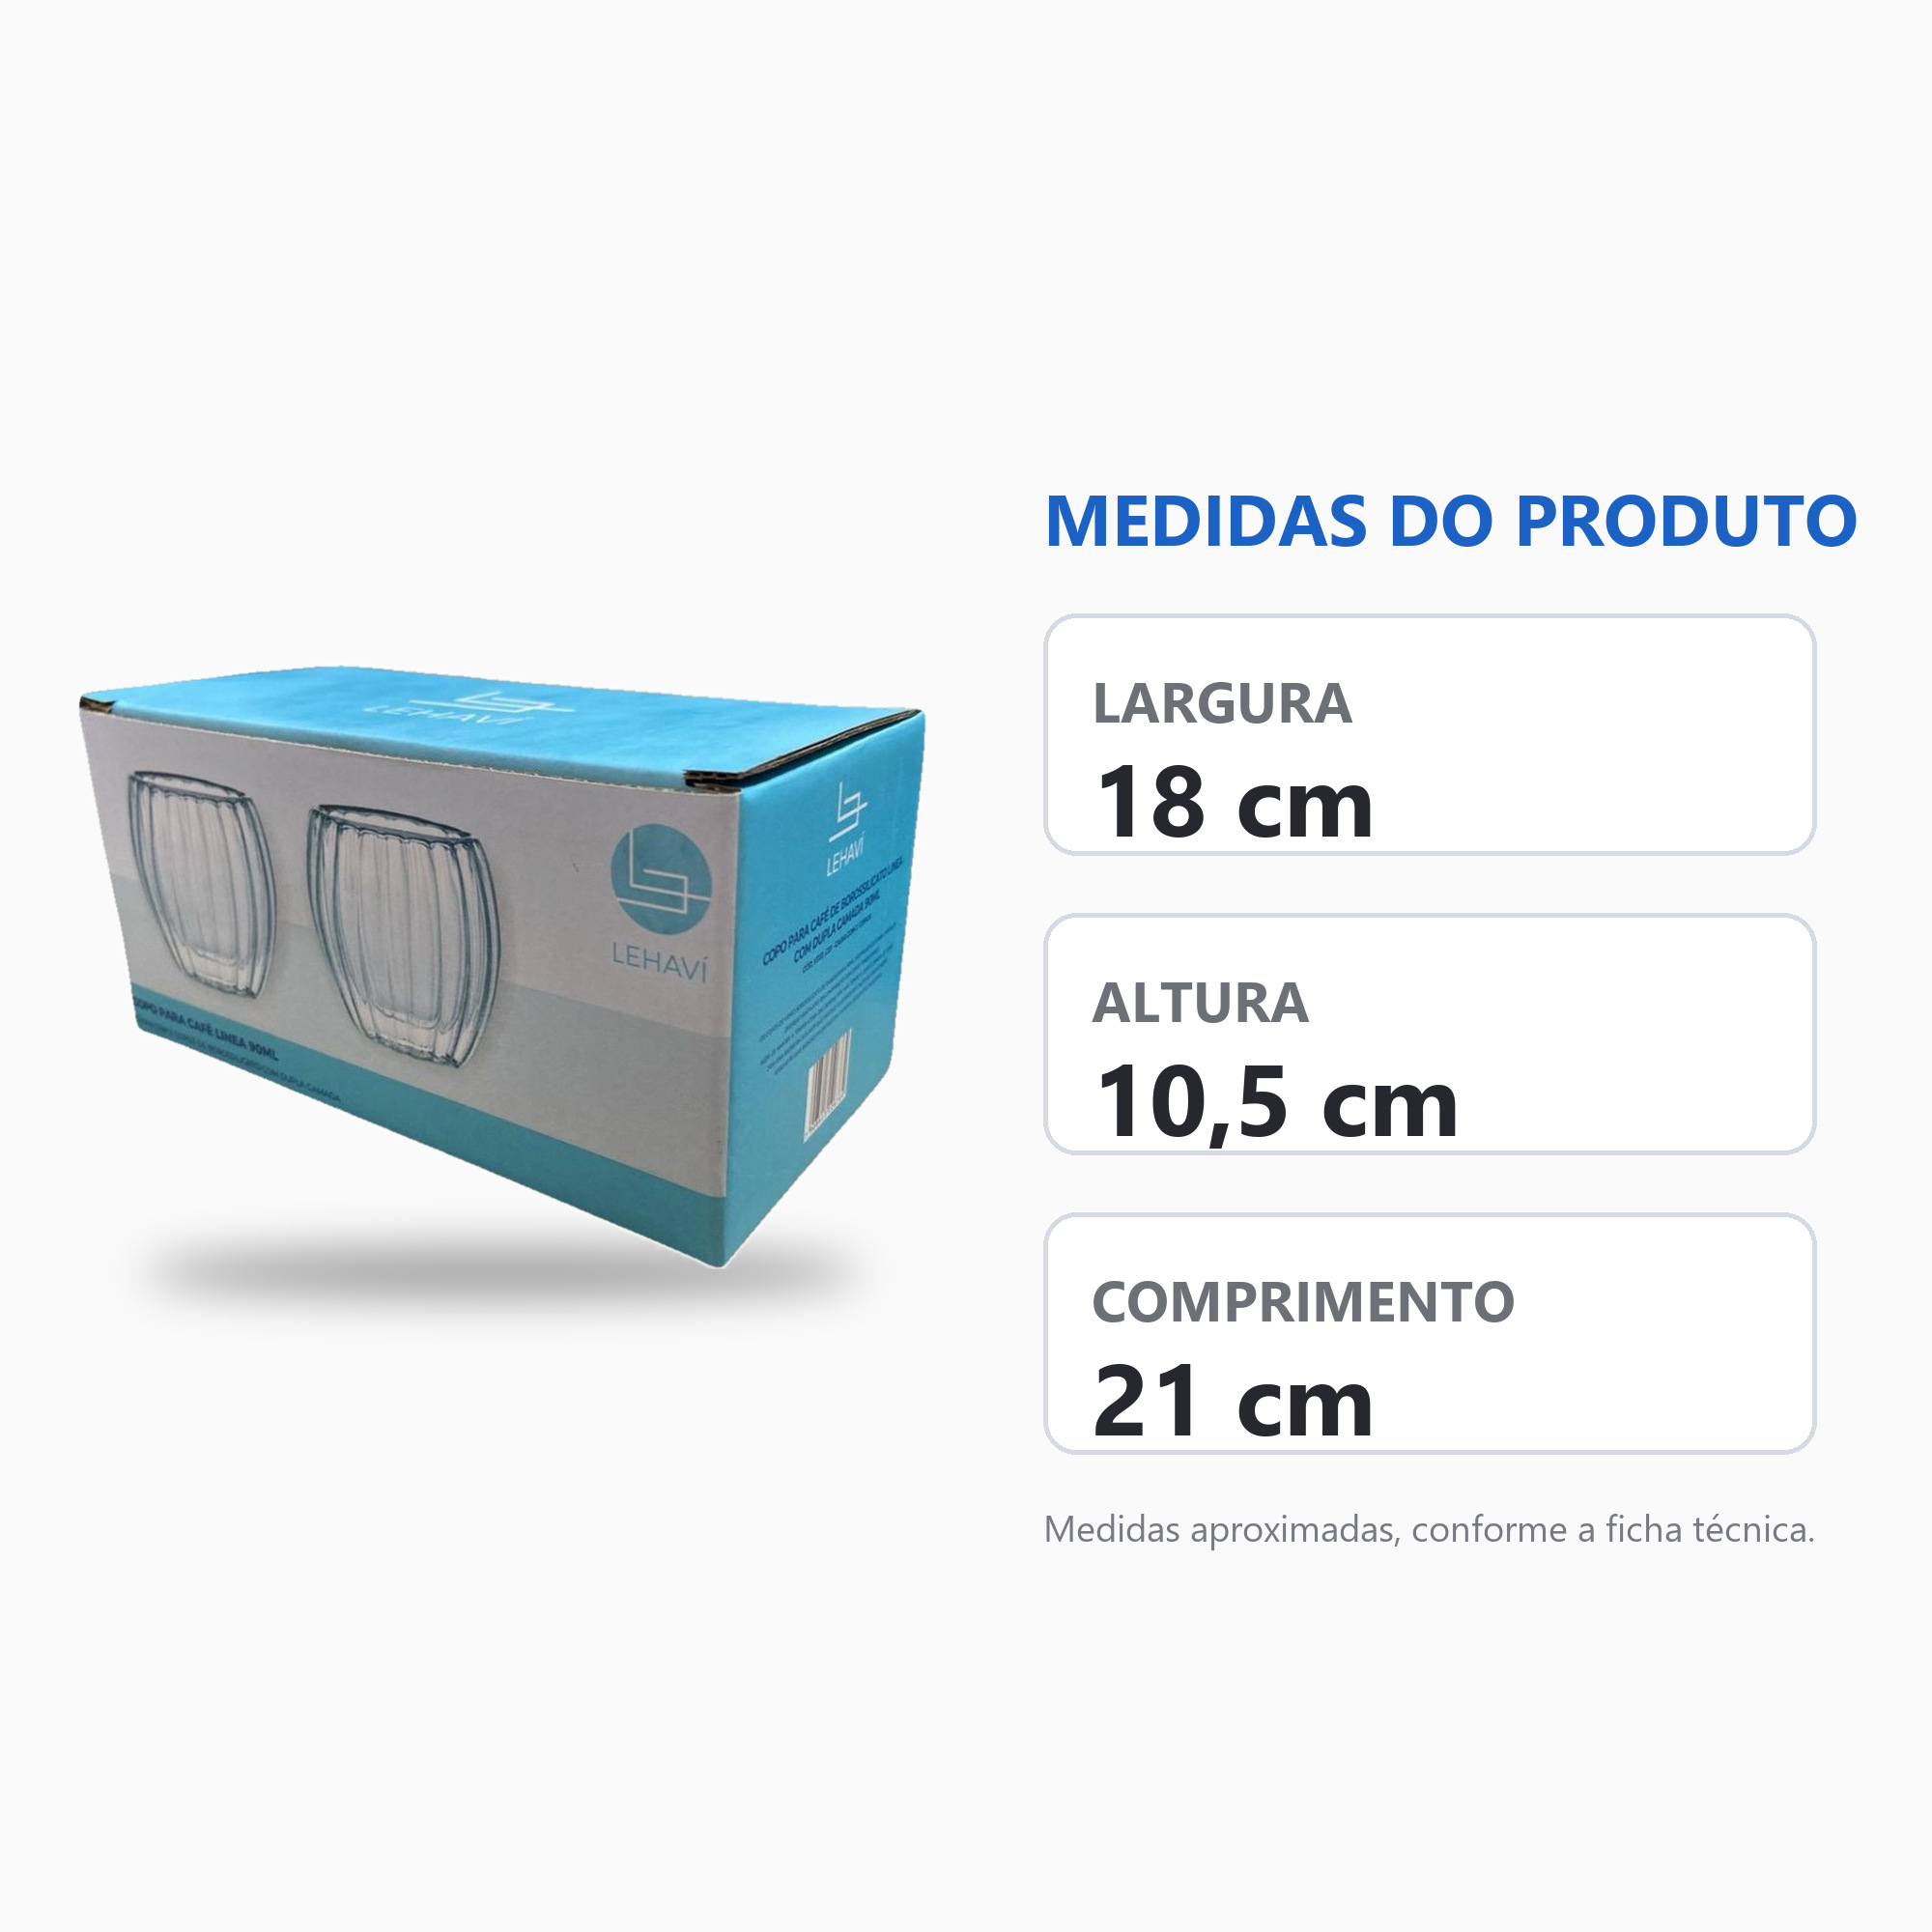 MEDIDAS DO PRODUTO
LARGURA
18 cm
ALTURA
10,5 cm
COMPRIMENTO
21 cm
Medidas aproximadas, conforme a ficha técnica.
LEHAVÍ
LEHAVÍ
COPO PARA CAFÉ LINEA 90ML
LEHAVÍ
COPO PARA CAFÉ DE BOROSSILICATO LINEA
COM DUPLA CAMADA 90ML